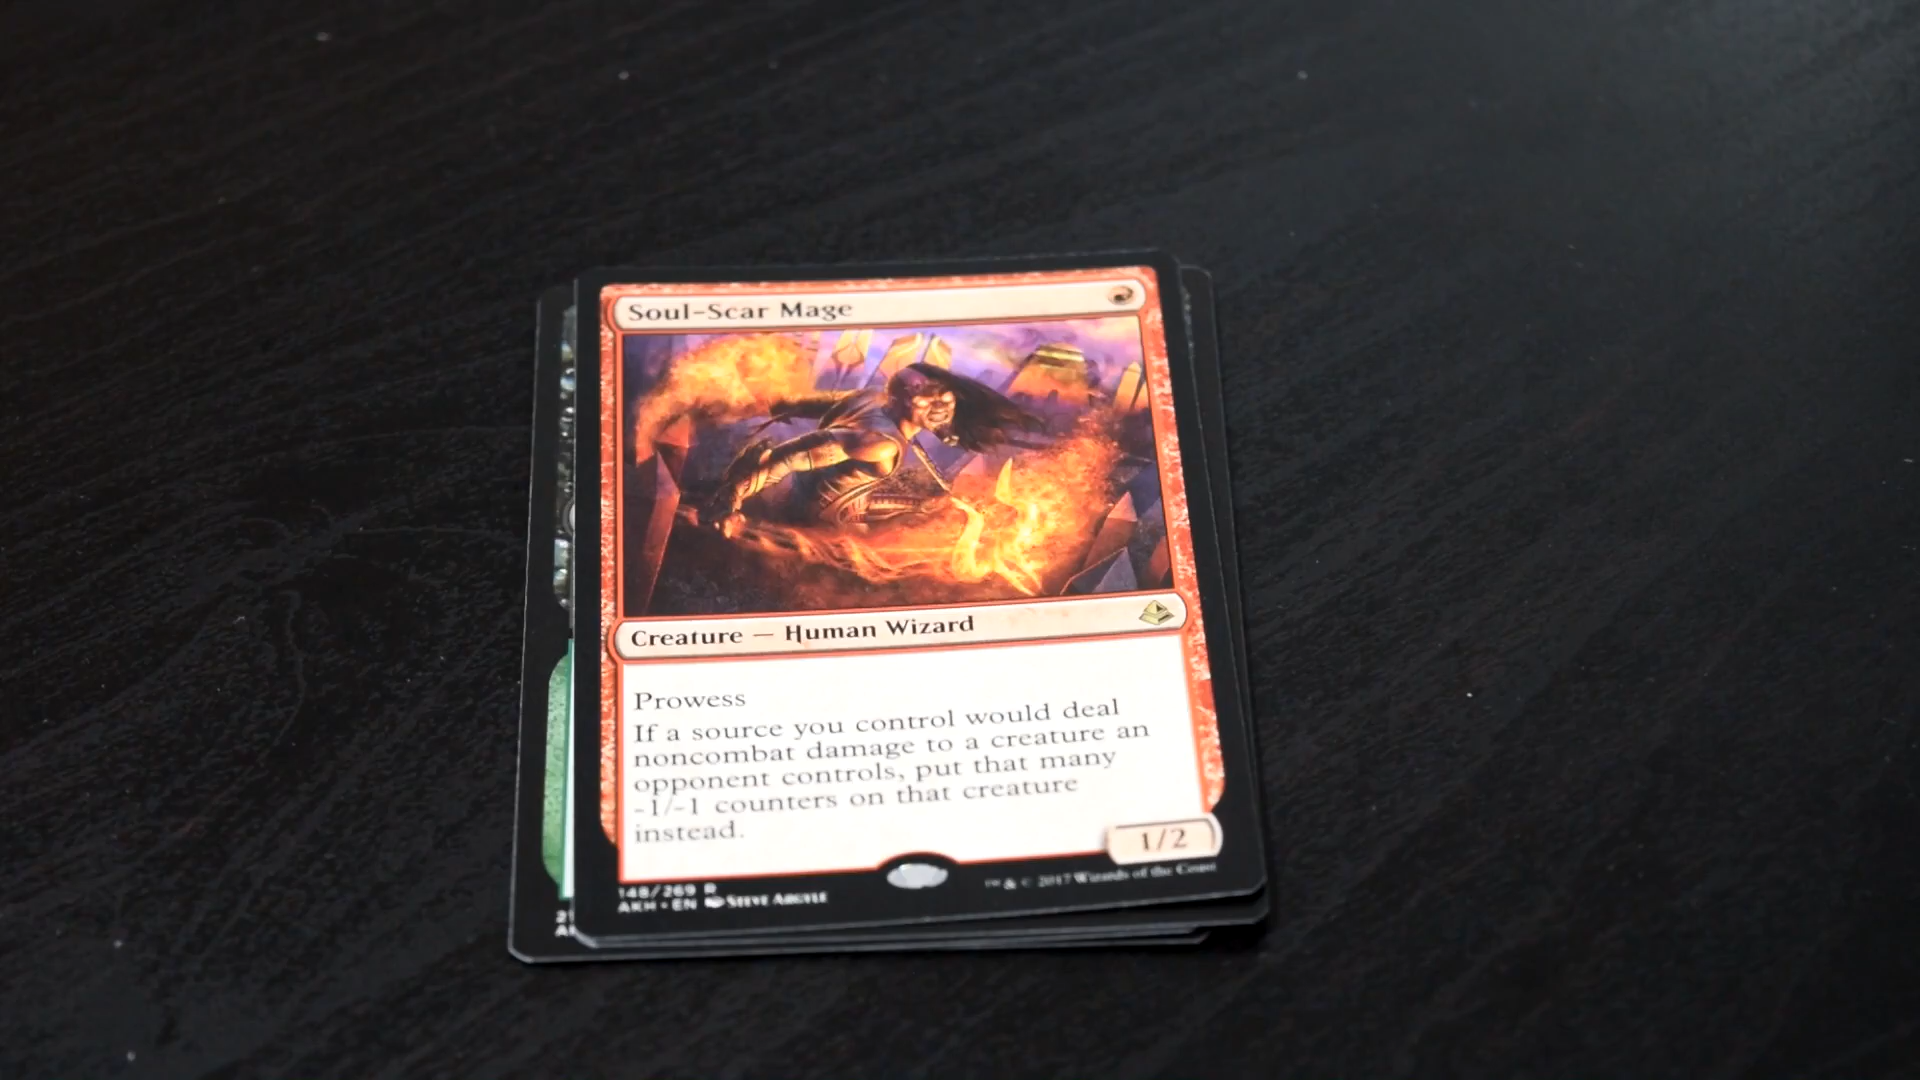 Soul-Scar Mage
Creature — Human Wizard
Prowess
If a source you control would deal
noncombat damage to a creature an
opponent controls, put that many
-1/-1 counters on that creature
instead.
1/2
148/269 R
™ & © 2017 Wizards of the Coast
AKH • EN Steve Argyle